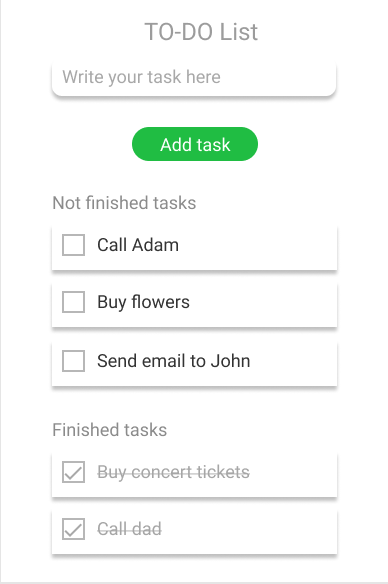 TO-DO List
Write your task here
Add task
Not finished tasks
Call Adam
Buy flowers
Send email to John
Finished tasks
Buy concert tickets
Call dad